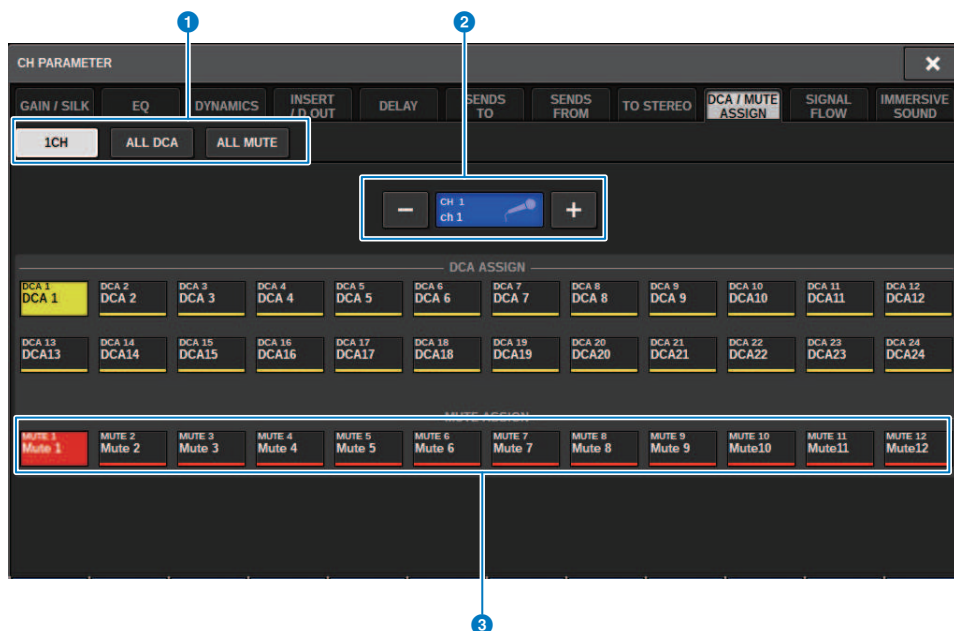 1 2
CH PARAMETER
GAIN / SILK EQ DYNAMICS INSERT / D.OUT DELAY SENDS TO SENDS FROM TO STEREO DCA / MUTE ASSIGN SIGNAL FLOW IMMERSIVE SOUND
1CH ALL DCA ALL MUTE
CH 1
− ch 1 +
DCA ASSIGN
DCA 1 DCA 2 DCA 3 DCA 4 DCA 5 DCA 6 DCA 7 DCA 8 DCA 9 DCA 10 DCA 11 DCA 12
DCA 1 DCA 2 DCA 3 DCA 4 DCA 5 DCA 6 DCA 7 DCA 8 DCA 9 DCA10 DCA11 DCA12
DCA 13 DCA 14 DCA 15 DCA 16 DCA 17 DCA 18 DCA 19 DCA 20 DCA 21 DCA 22 DCA 23 DCA 24
DCA13 DCA14 DCA15 DCA16 DCA17 DCA18 DCA19 DCA20 DCA21 DCA22 DCA23 DCA24
MUTE ASSIGN
MUTE 1 MUTE 2 MUTE 3 MUTE 4 MUTE 5 MUTE 6 MUTE 7 MUTE 8 MUTE 9 MUTE 10 MUTE 11 MUTE 12
Mute 1 Mute 2 Mute 3 Mute 4 Mute 5 Mute 6 Mute 7 Mute 8 Mute 9 Mute10 Mute11 Mute12
3